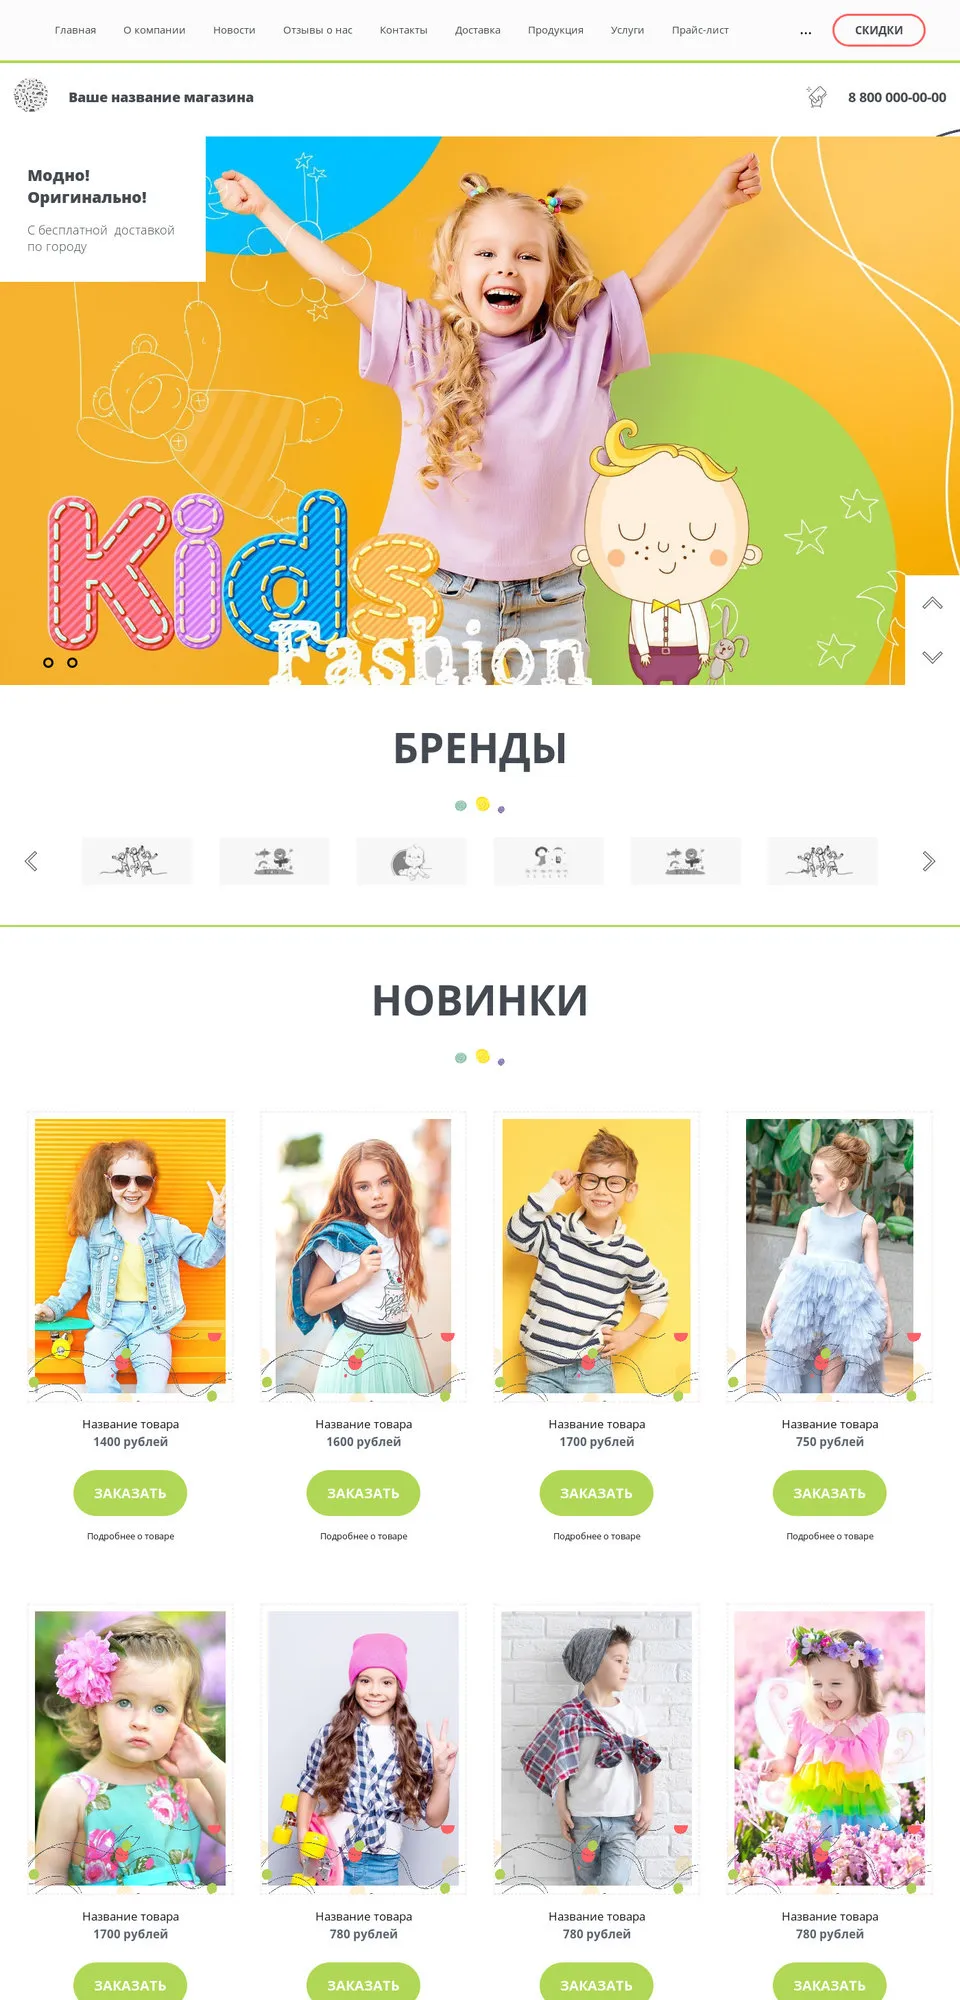 Главная О компании Новости Отзывы о нас Контакты Доставка Продукция Услуги Прайс-лист ... СКИДКИ
Ваше название магазина 8 800 000-00-00
Модно!
Оригинально!
С бесплатной доставкой
по городу
Kids
Fashion
БРЕНДЫ
НОВИНКИ
Название товара Название товара Название товара Название товара
1400 рублей 1600 рублей 1700 рублей 750 рублей
ЗАКАЗАТЬ ЗАКАЗАТЬ ЗАКАЗАТЬ ЗАКАЗАТЬ
Подробнее о товаре Подробнее о товаре Подробнее о товаре Подробнее о товаре
Название товара Название товара Название товара Название товара
1700 рублей 780 рублей 780 рублей 780 рублей
ЗАКАЗАТЬ ЗАКАЗАТЬ ЗАКАЗАТЬ ЗАКАЗАТЬ